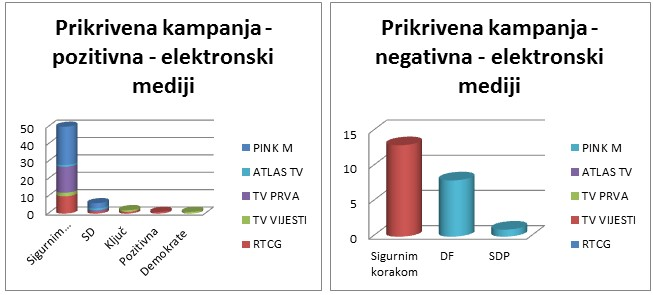 Prikrivena kampanja -
pozitivna - elektronski
mediji
50
40
30
20
10
0
Sigurnim...
SD
Ključ
Pozitivna
Demokrate
PINK M
ATLAS TV
TV PRVA
TV VIJESTI
RTCG
Prikrivena kampanja -
negativna - elektronski
mediji
15
10
5
0
Sigurnim
korakom
DF
SDP
PINK M
ATLAS TV
TV PRVA
TV VIJESTI
RTCG